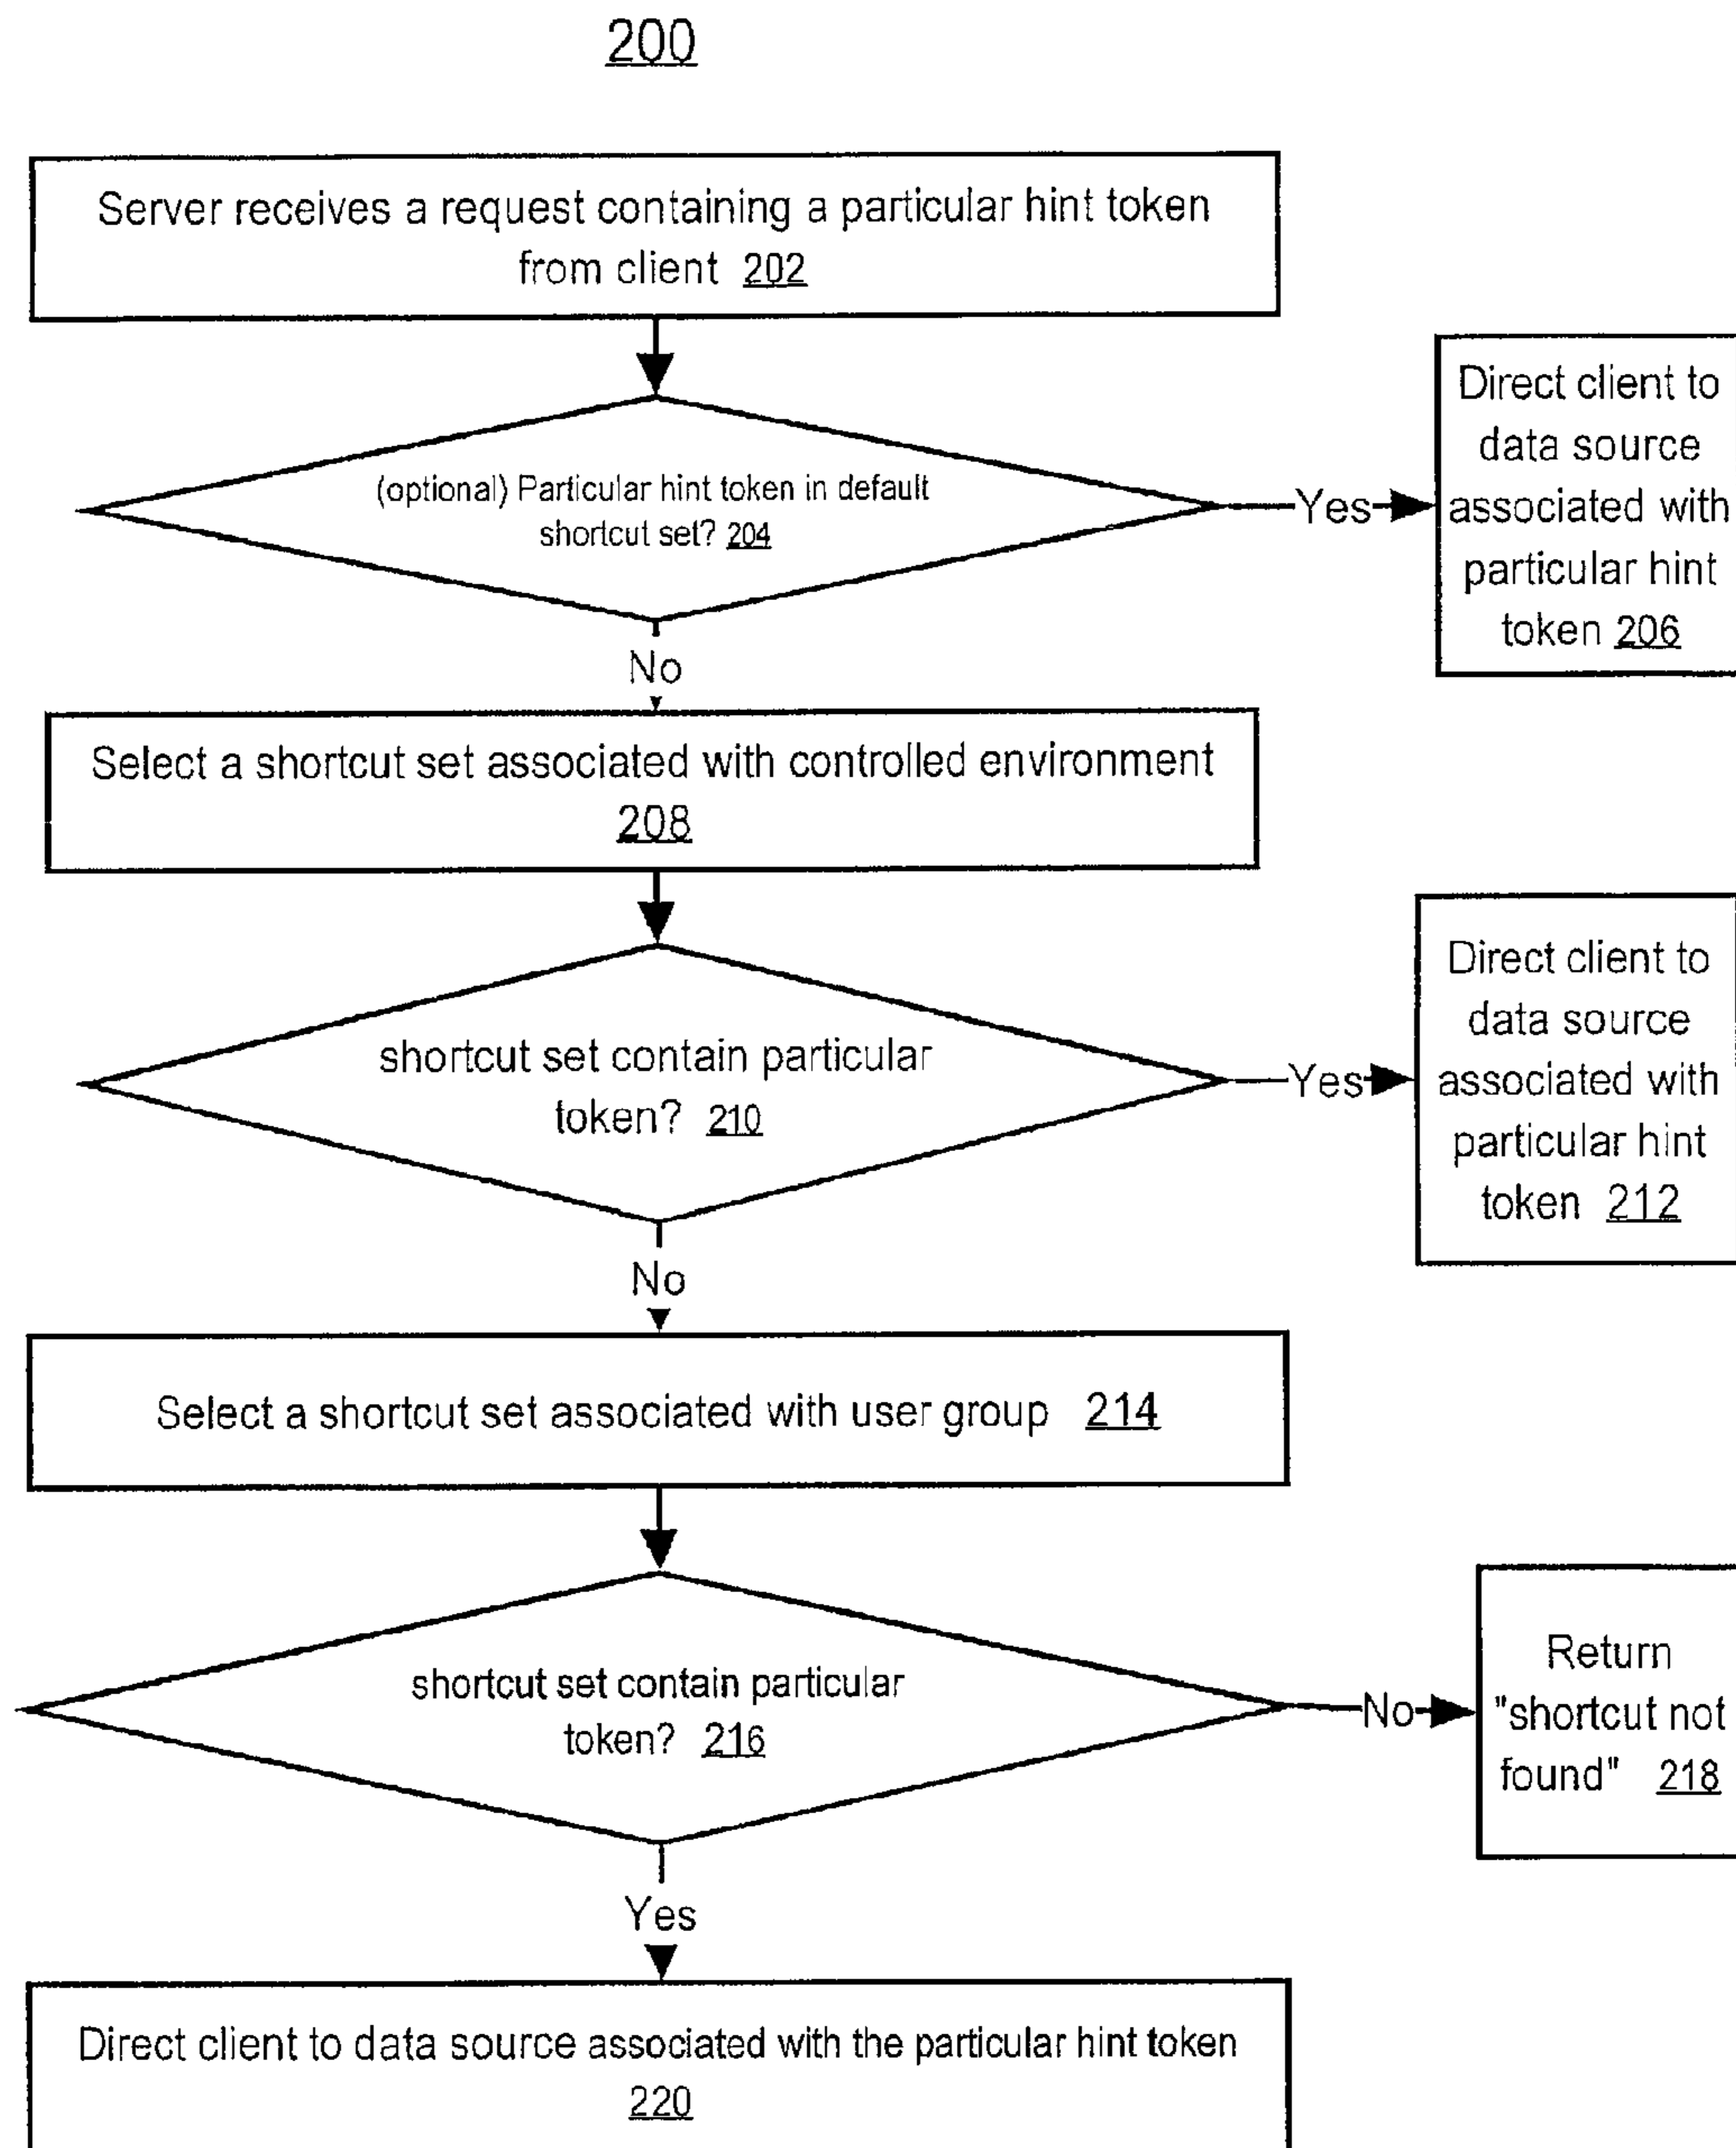 200
Server receives a request containing a particular hint token
from client 202
(optional) Particular hint token in default
shortcut set? 204
Yes
Direct client to
data source
associated with
particular hint
token 206
No
Select a shortcut set associated with controlled environment
208
shortcut set contain particular
token? 210
Yes
Direct client to
data source
associated with
particular hint
token 212
No
Select a shortcut set associated with user group 214
shortcut set contain particular
token? 216
No
Return
"shortcut not
found" 218
Yes
Direct client to data source associated with the particular hint token
220